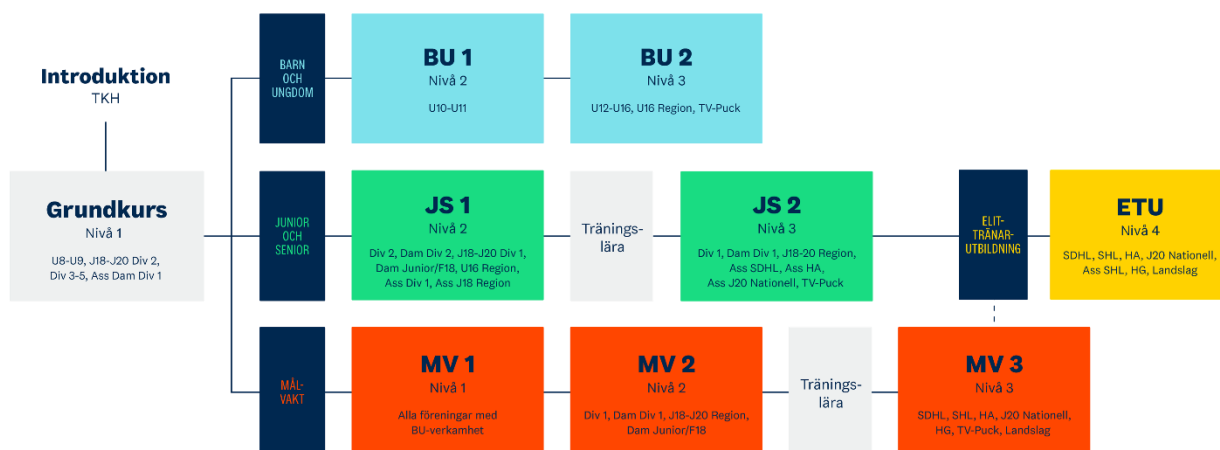 Introduktion
TKH
Grundkurs
Nivå 1
U8-U9, J18-J20 Div 2,
Div 3-5, Ass Dam Div 1
BARN
OCH
UNGDOM
BU 1
Nivå 2
U10-U11
BU 2
Nivå 3
U12-U16, U16 Region, TV-Puck
JUNIOR
OCH
SENIOR
JS 1
Nivå 2
Div 2, Dam Div 2, J18-J20 Div 1,
Dam Junior/F18, U16 Region,
Ass Div 1, Ass J18 Region
Tränings-
lära
JS 2
Nivå 3
Div 1, Dam Div 1, J18-20 Region,
Ass SDHL, Ass HA,
Ass J20 Nationell, TV-Puck
ELIT-
TRÄNAR-
UTBILDNING
ETU
Nivå 4
SDHL, SHL, HA, J20 Nationell,
Ass SHL, HG, Landslag
MÅL-
VAKT
MV 1
Nivå 1
Alla föreningar med
BU-verkamhet
MV 2
Nivå 2
Div 1, Dam Div 1, J18-J20 Region,
Dam Junior/F18
Tränings-
lära
MV 3
Nivå 3
SDHL, SHL, HA, J20 Nationell,
HG, TV-Puck, Landslag